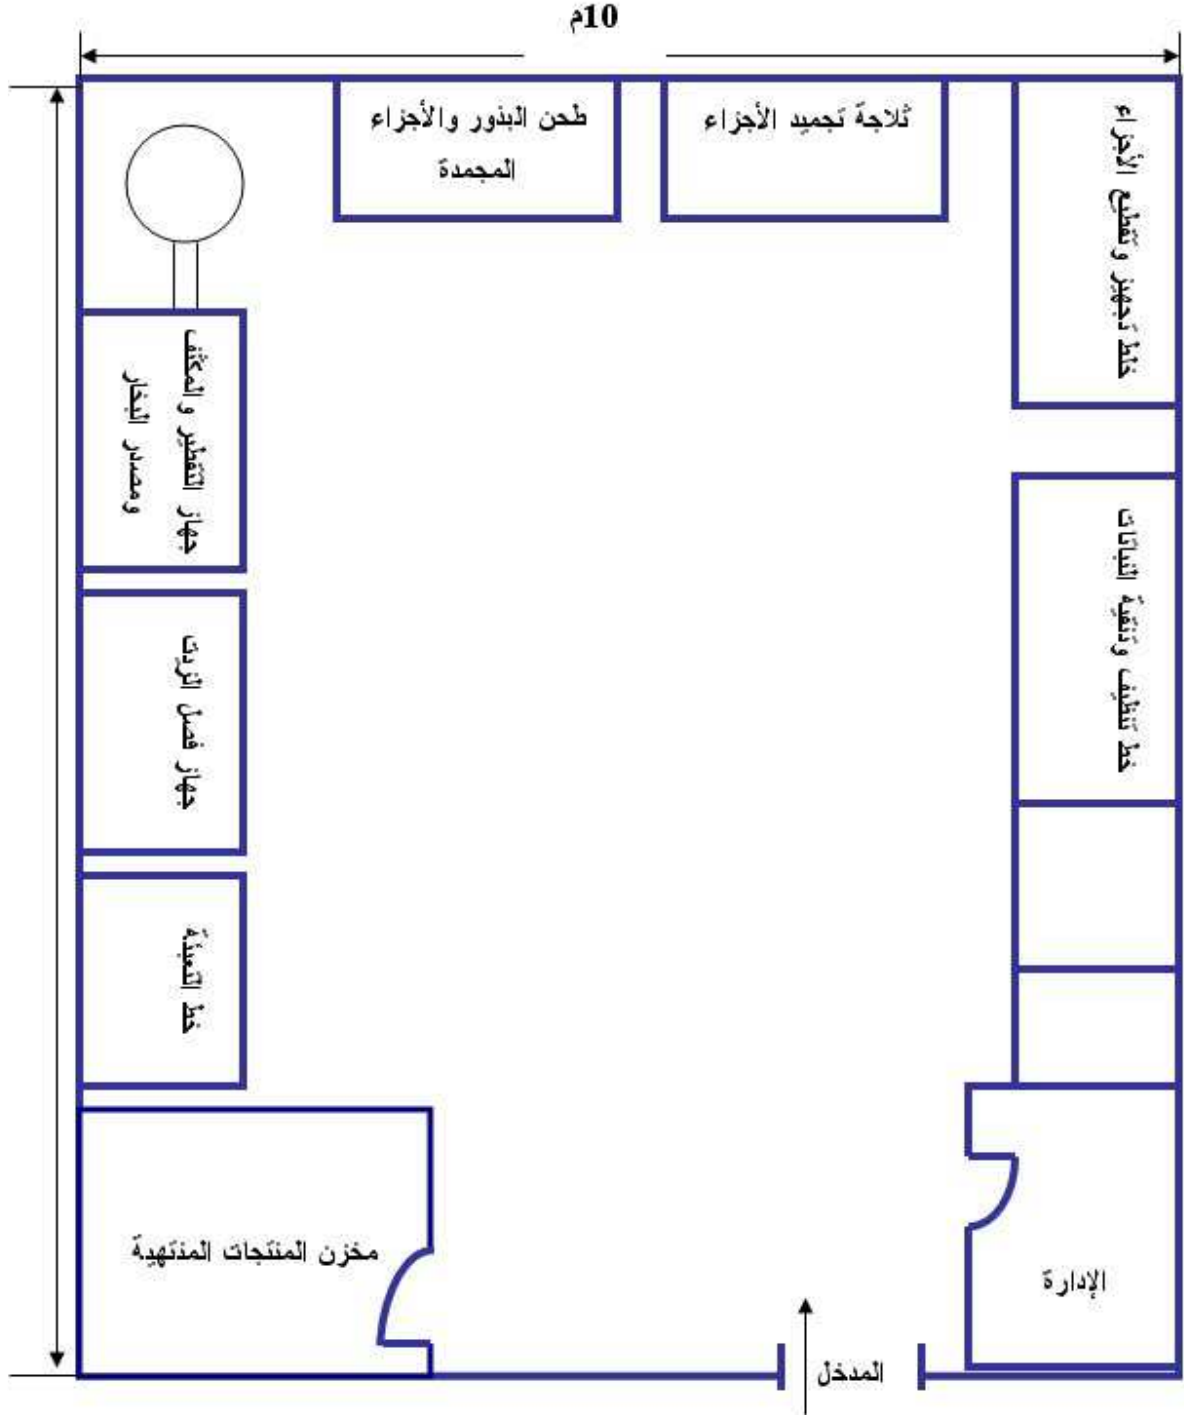 10م
طحن البذور والأجزاء
المجمدة
ثلاجة تجميد الأجزاء
خلط تجهيز وتقطيع الأجزاء
جهاز التقطير والمكثف
ومصدر البخار
خط تنظيف وتنقية النباتات
جهاز فصل الزيت
خط التعبئة
مخزن المنتجات المنتهية
الإدارة
المدخل